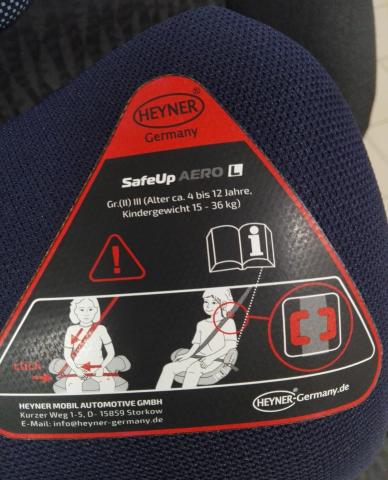 HEYNER®
Germany
SafeUp AERO L
Gr.(II) III (Alter ca. 4 bis 12 Jahre,
Kindergewicht 15 - 36 kg)
click
HEYNER MOBIL AUTOMOTIVE GMBH
Kurzer Weg 1-5, D- 15859 Storkow
E-Mail: info@heyner-germany.de
HEYNER-Germany.de